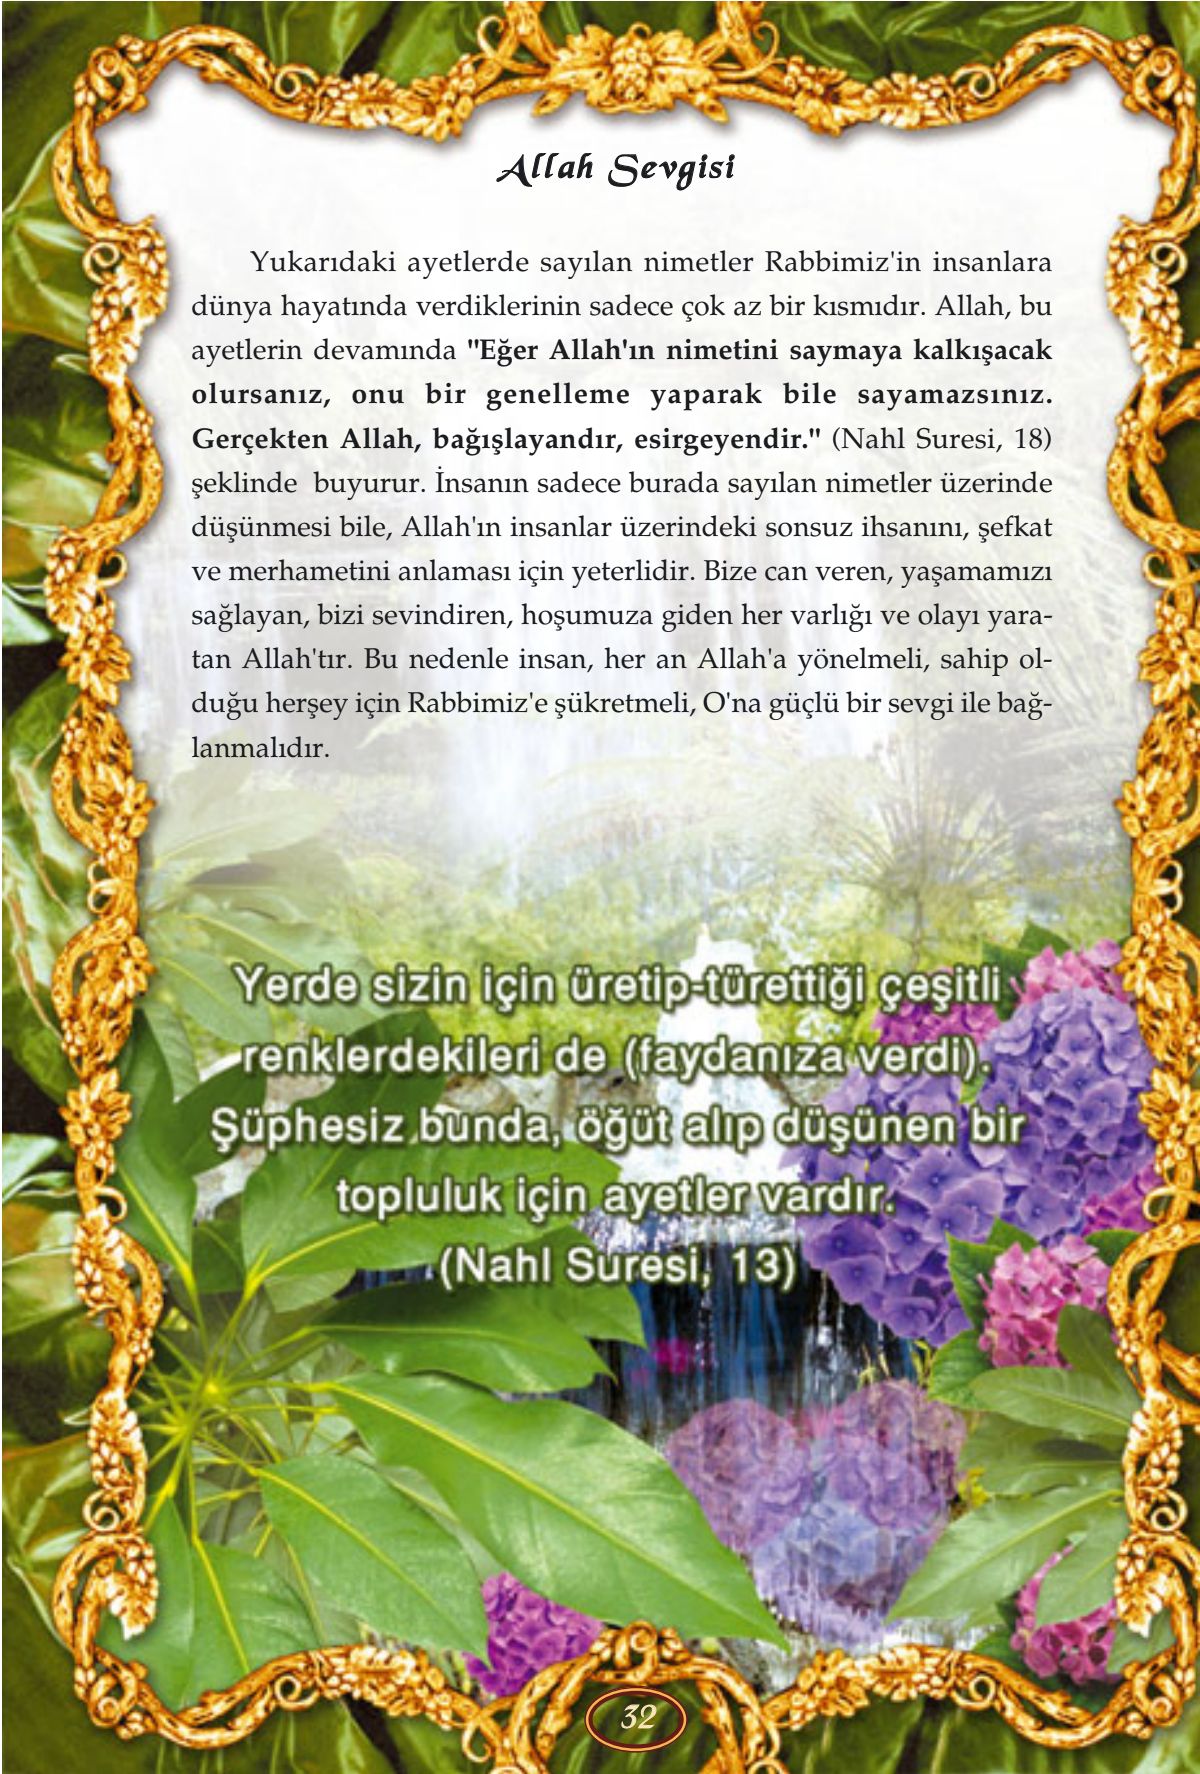 Allah Sevgisi
Yukarıdaki ayetlerde sayılan nimetler Rabbimiz'in insanlara
dünya hayatında verdiklerinin sadece çok az bir kısmıdır. Allah, bu
ayetlerin devamında "Eğer Allah'ın nimetini saymaya kalkışacak
olursanız, onu bir genelleme yaparak bile sayamazsınız.
Gerçekten Allah, bağışlayandır, esirgeyendir." (Nahl Suresi, 18)
şeklinde buyurur. İnsanın sadece burada sayılan nimetler üzerinde
düşünmesi bile, Allah'ın insanlar üzerindeki sonsuz ihsanını, şefkat
ve merhametini anlaması için yeterlidir. Bize can veren, yaşamamızı
sağlayan, bizi sevindiren, hoşumuza giden her varlığı ve olayı yara-
tan Allah'tır. Bu nedenle insan, her an Allah'a yönelmeli, sahip ol-
duğu herşey için Rabbimiz'e şükretmeli, O'na güçlü bir sevgi ile bağ-
lanmalıdır.
Yerde sizin için üretip-türettiği çeşitli
renklerdekileri de (faydanıza verdi).
Şüphesiz bunda, öğüt alıp düşünen bir
topluluk için ayetler vardır.
(Nahl Suresi, 13)
32